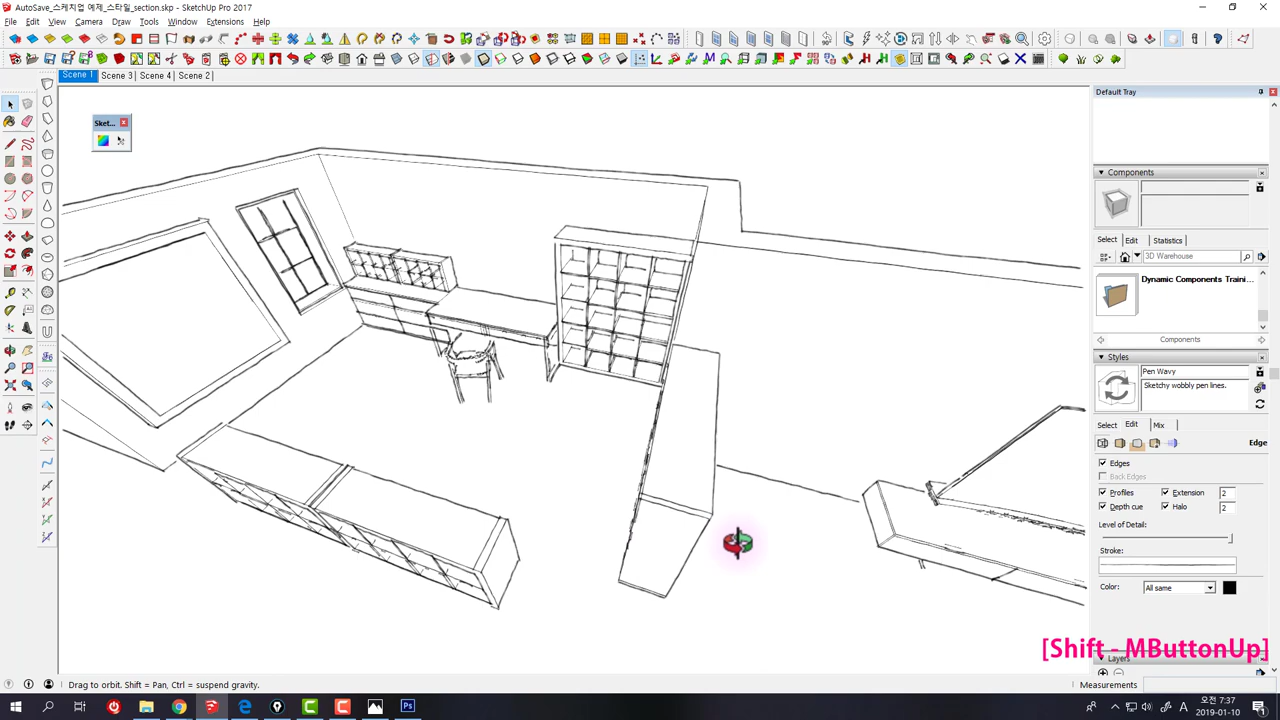 AutoSave_스케치업 예제_스타일_section.skp - SketchUp Pro 2017
File Edit View Camera Draw Tools Window Extensions Help
Scene 1 Scene 3 Scene 4 Scene 2
Sket...
Default Tray
Components
Select Edit Statistics
3D Warehouse
Dynamic Components Traini...
Components
Styles
Pen Wavy
Sketchy wobbly pen lines.
Select Edit Mix
Edge
Edges
Back Edges
Profiles Extension 2
Depth cue Halo 2
Level of Detail:
Stroke:
Color: All same
[Shift - MButtonUp]
Layers
Drag to orbit. Shift = Pan, Ctrl = suspend gravity.
Measurements
오전 7:37
2019-01-10